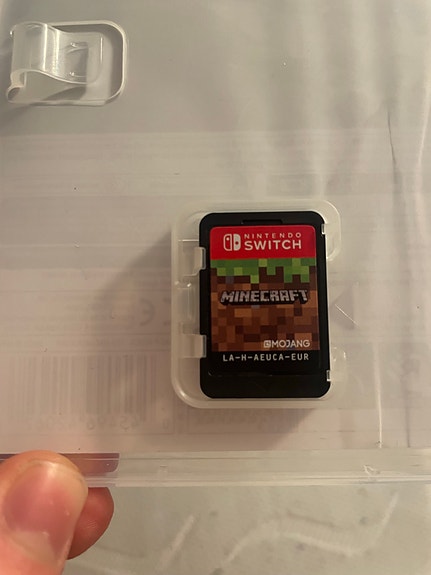 NINTENDO
SWITCH
MINECRAFT
MOJANG
LA-H-AEUCA-EUR